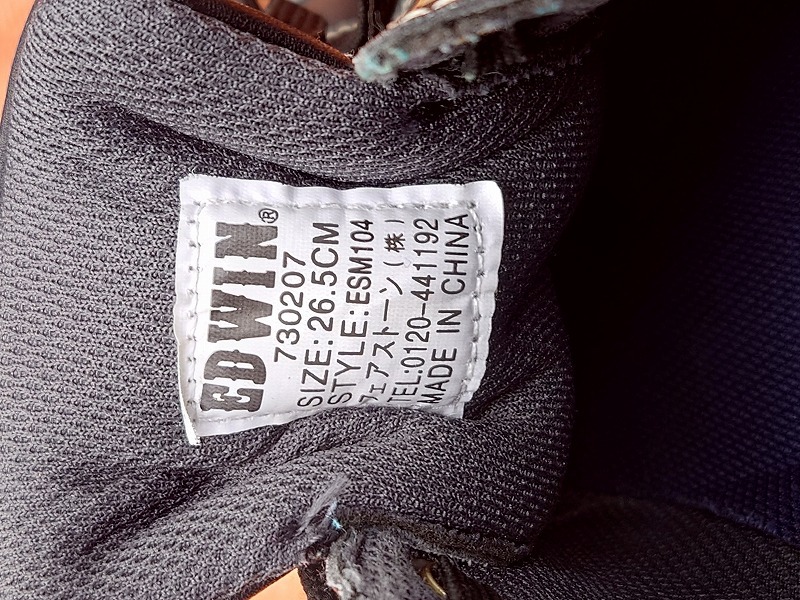 EDWIN®
730207
SIZE: 26.5CM
STYLE: ESM104
フェアストーン(株)
TEL:0120-441192
MADE IN CHINA